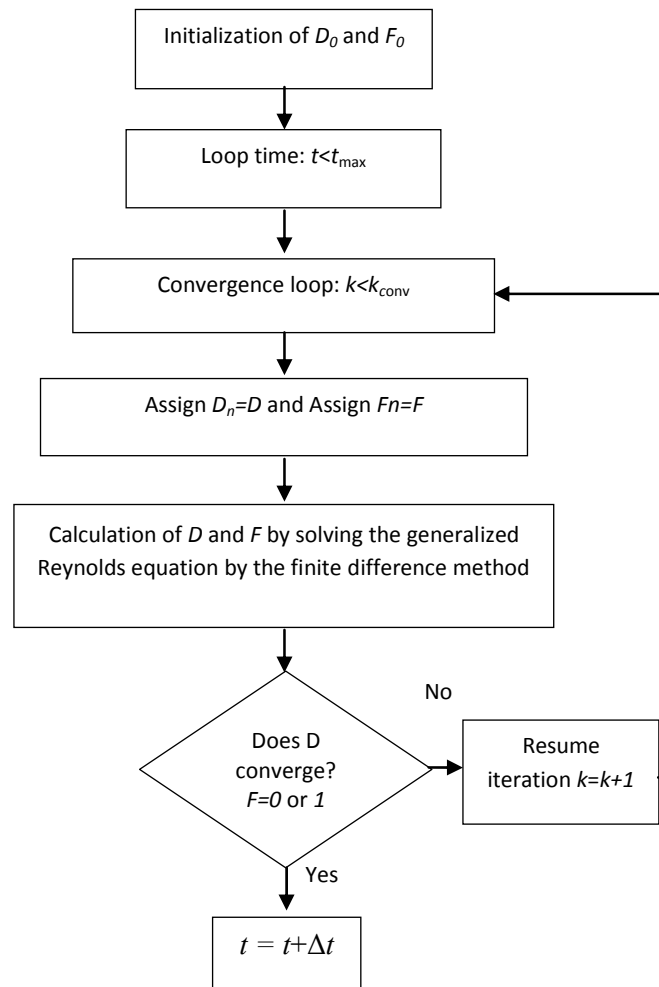 Initialization of D₀ and F₀
Loop time: t<tₘₐₓ
Convergence loop: k<k_conv
Assign Dₙ=D and Assign Fn=F
Calculation of D and F by solving the generalized
Reynolds equation by the finite difference method
No
Does D
converge?
F=0 or 1
Resume
iteration k=k+1
Yes
t = t+Δt